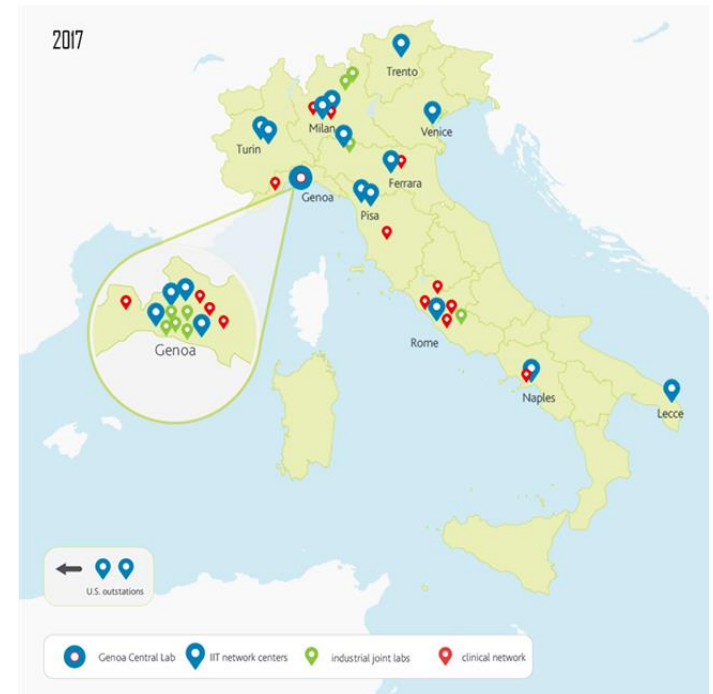 2017
Trento
Milan
Venice
Turin
Ferrara
Genoa
Pisa
Genoa
Rome
Naples
Lecce
U.S. outstations
Genoa Central Lab
IIT network centers
industrial joint labs
clinical network